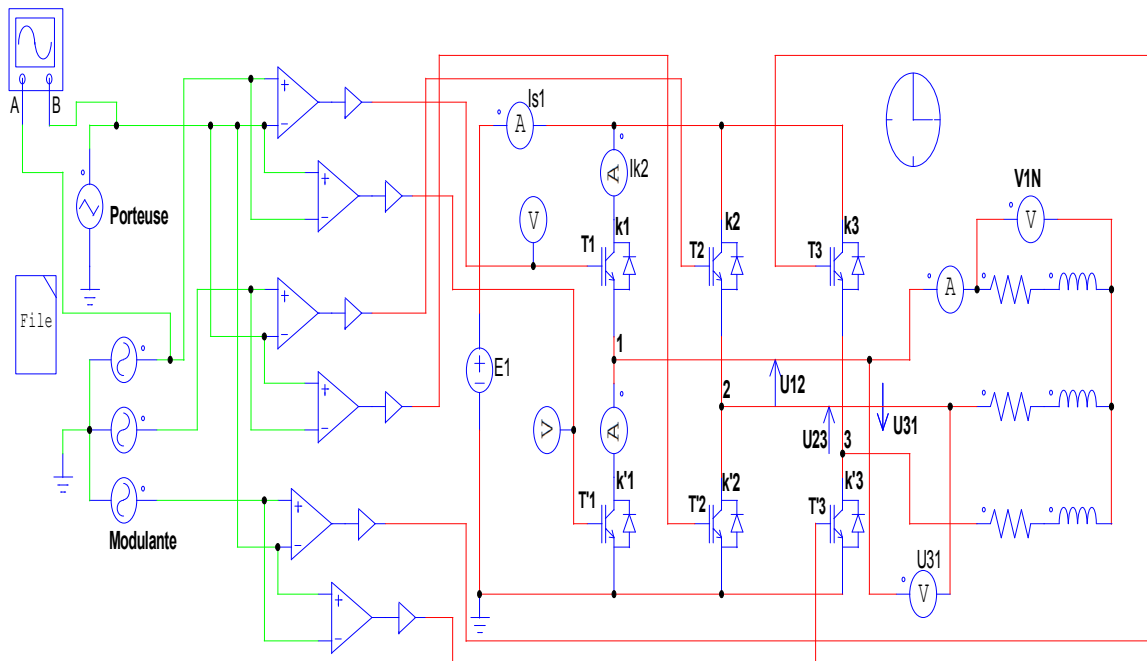 A B
Porteuse
File
Modulante
Is1
A
Ik2
A
V
k1
k2
k3
T1
T2
T3
V1N
V
A
E1
1
U12
2
U23
3
U31
V
A
k'1
k'2
k'3
T'1
T'2
T'3
U31
V